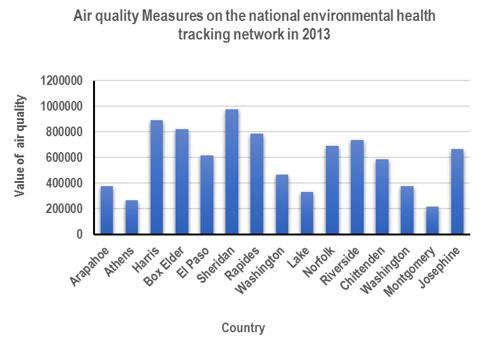 Air quality Measures on the national environmental health
tracking network in 2013
Value of air quality
1200000
1000000
800000
600000
400000
200000
0
Arapahoe
Athens
Harris
Box Elder
El Paso
Sheridan
Rapides
Washington
Lake
Norfolk
Riverside
Chittenden
Washington
Montgomery
Josephine
Country